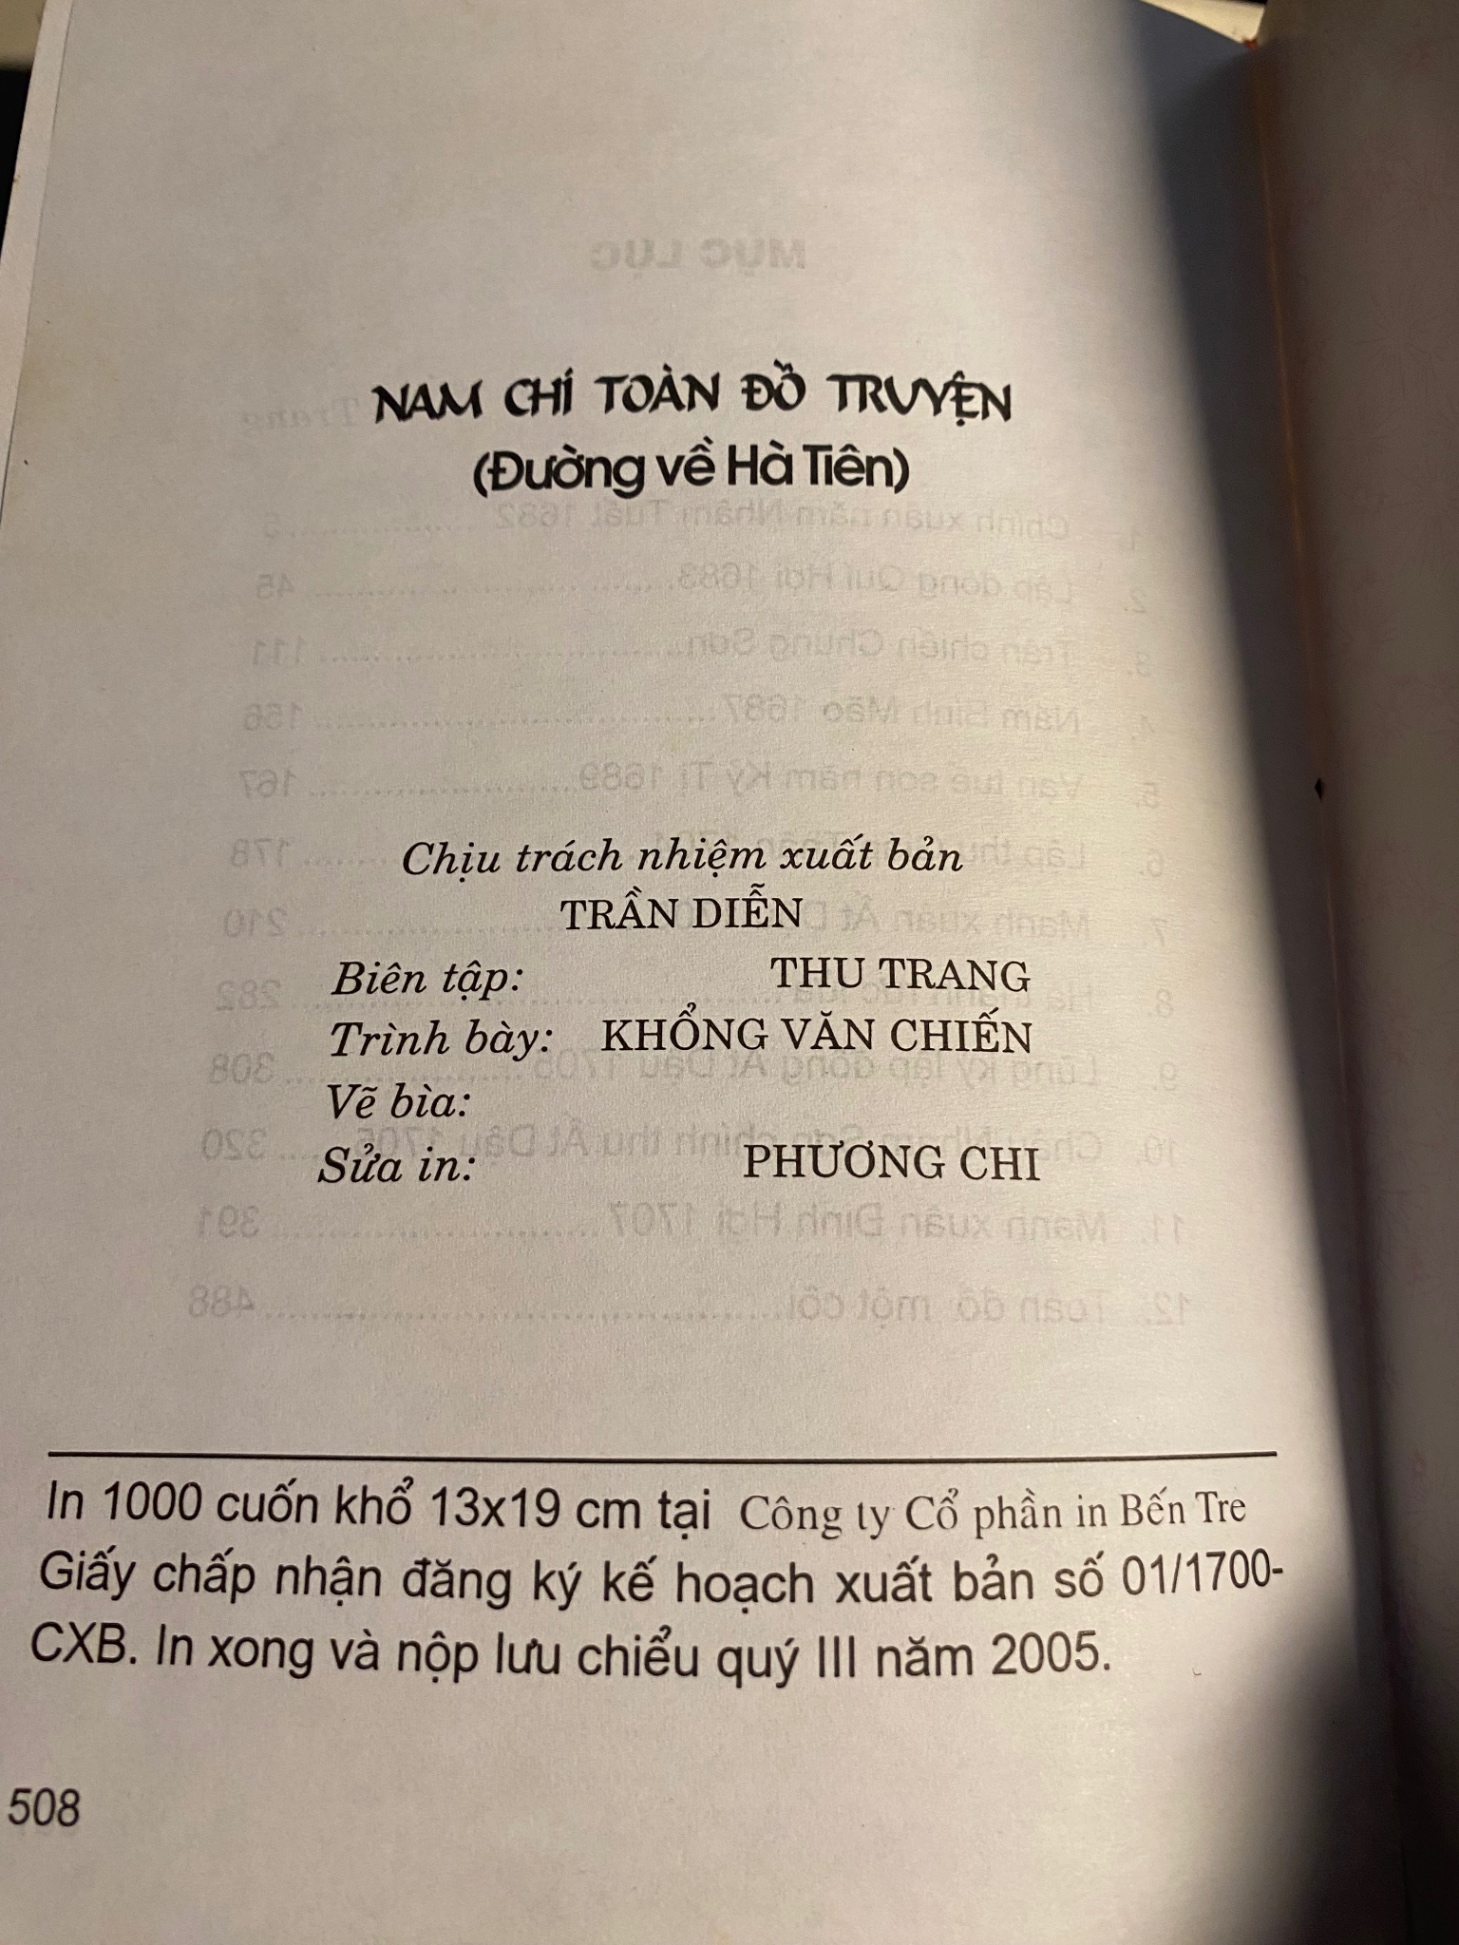 NAM CHÍ TOÀN ĐỒ TRUYỆN
(Đường về Hà Tiên)
Chịu trách nhiệm xuất bản
TRẦN DIỄN
Biên tập: THU TRANG
Trình bày: KHỔNG VĂN CHIẾN
Vẽ bìa:
Sửa in: PHƯƠNG CHI
In 1000 cuốn khổ 13x19 cm tại Công ty Cổ phần in Bến Tre
Giấy chấp nhận đăng ký kế hoạch xuất bản số 01/1700-
CXB. In xong và nộp lưu chiểu quý III năm 2005.
508